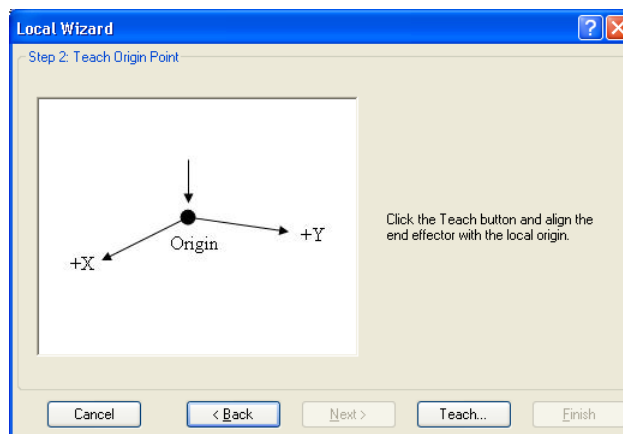 Local Wizard
Step 2: Teach Origin Point
Origin
+Y
+X
Click the Teach button and align the
end effector with the local origin.
Cancel
< Back
Next >
Teach...
Finish